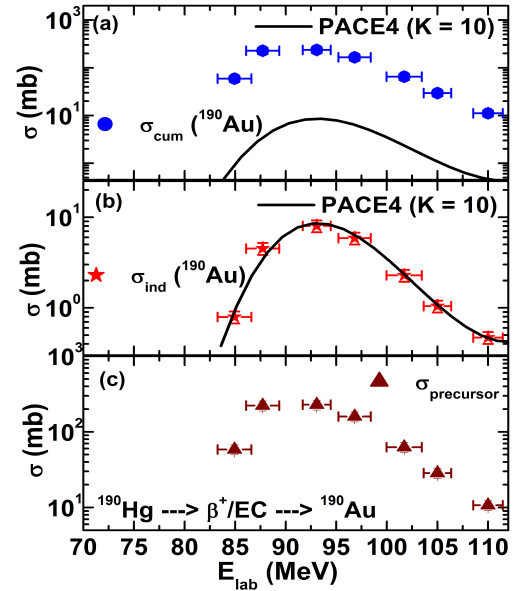 (a)
PACE4 (K = 10)
10³
10¹
σ (mb)
σcum (¹⁹⁰Au)
(b)
PACE4 (K = 10)
10¹
10⁰
σ (mb)
σind (¹⁹⁰Au)
(c)
σprecursor
10³
10²
10¹
σ (mb)
¹⁹⁰Hg ---> β⁺/EC ---> ¹⁹⁰Au
70 75 80 85 90 95 100 105 110
Elab (MeV)